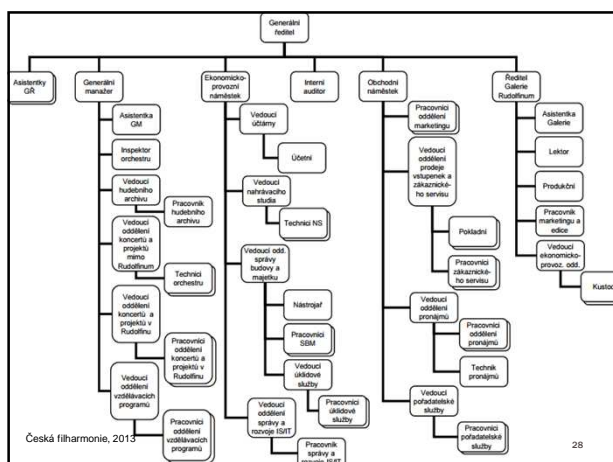 Generální
ředitel
Asistentky
GŘ
Generální
manažer
Ekonomicko-
provozní
náměstek
Interní
auditor
Obchodní
náměstek
Ředitel
Galerie
Rudolfinum
Asistentka
GM
Inspektor
orchestru
Vedoucí
hudebního
archivu
Pracovník
hudebního
archivu
Vedoucí
oddělení
koncertů a
projektů
mimo
Rudolfinum
Technici
orchestru
Vedoucí
oddělení
koncertů a
projektů v
Rudolfinu
Pracovníci
oddělení
koncertů a
projektů v
Rudolfinu
Vedoucí
oddělení
vzdělávacích
programů
Pracovníci
oddělení
vzdělávacích
programů
Vedoucí
účtárny
Účetní
Vedoucí
nahrávacího
studia
Technici NS
Vedoucí odd.
správy
budovy a
majetku
Nástrojař
Pracovníci
SBM
Vedoucí
úklidové
služby
Pracovníci
úklidové
služby
Vedoucí
oddělení
správy a
rozvoje IS/IT
Pracovník
správy a
rozvoje IS/IT
Pracovníci
oddělení
marketingu
Vedoucí
oddělení
prodeje
vstupenek a
zákaznické-
ho servisu
Pokladní
Pracovníci
zákaznické-
ho servisu
Vedoucí
oddělení
pronájmů
Pracovníci
oddělení
pronájmů
Technik
pronájmů
Vedoucí
pořadatelské
služby
Pracovníci
pořadatelské
služby
Asistentka
Galerie
Lektor
Produkční
Pracovník
marketingu a
edice
Vedoucí
ekonomicko-
provoz. odd.
Kustod
Česká filharmonie, 2013
28